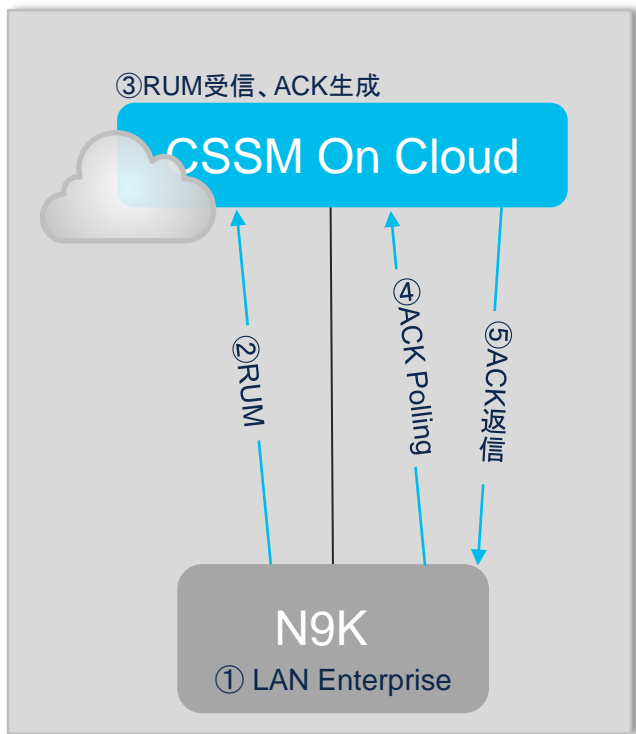 ③RUM受信、ACK生成
CSSM On Cloud
②RUM
④ACK Polling
⑤ACK返信
N9K
① LAN Enterprise